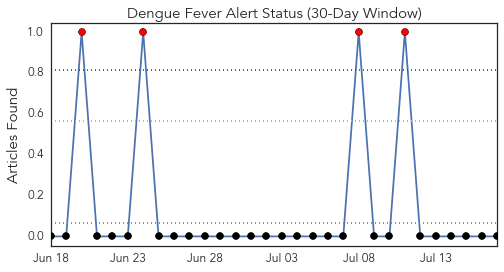 Dengue Fever Alert Status (30-Day Window)
Articles Found
1.0
0.8
0.6
0.4
0.2
0.0
Jun 18 Jun 23 Jun 28 Jul 03 Jul 08 Jul 13